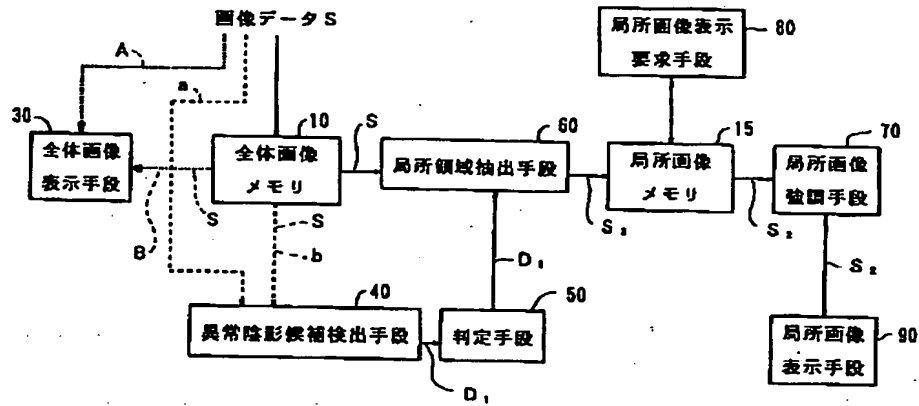 画像データS
A
a
30
全体画像
表示手段
10
全体画像
メモリ
S
B
S
S
b
60
局所領域抽出手段
80
局所画像表示
要求手段
15
局所画像
メモリ
S₂
S₂
70
局所画像
強調手段
S₂
D₁
40
異常陰影候補検出手段
D₁
50
判定手段
局所画像
表示手段
90